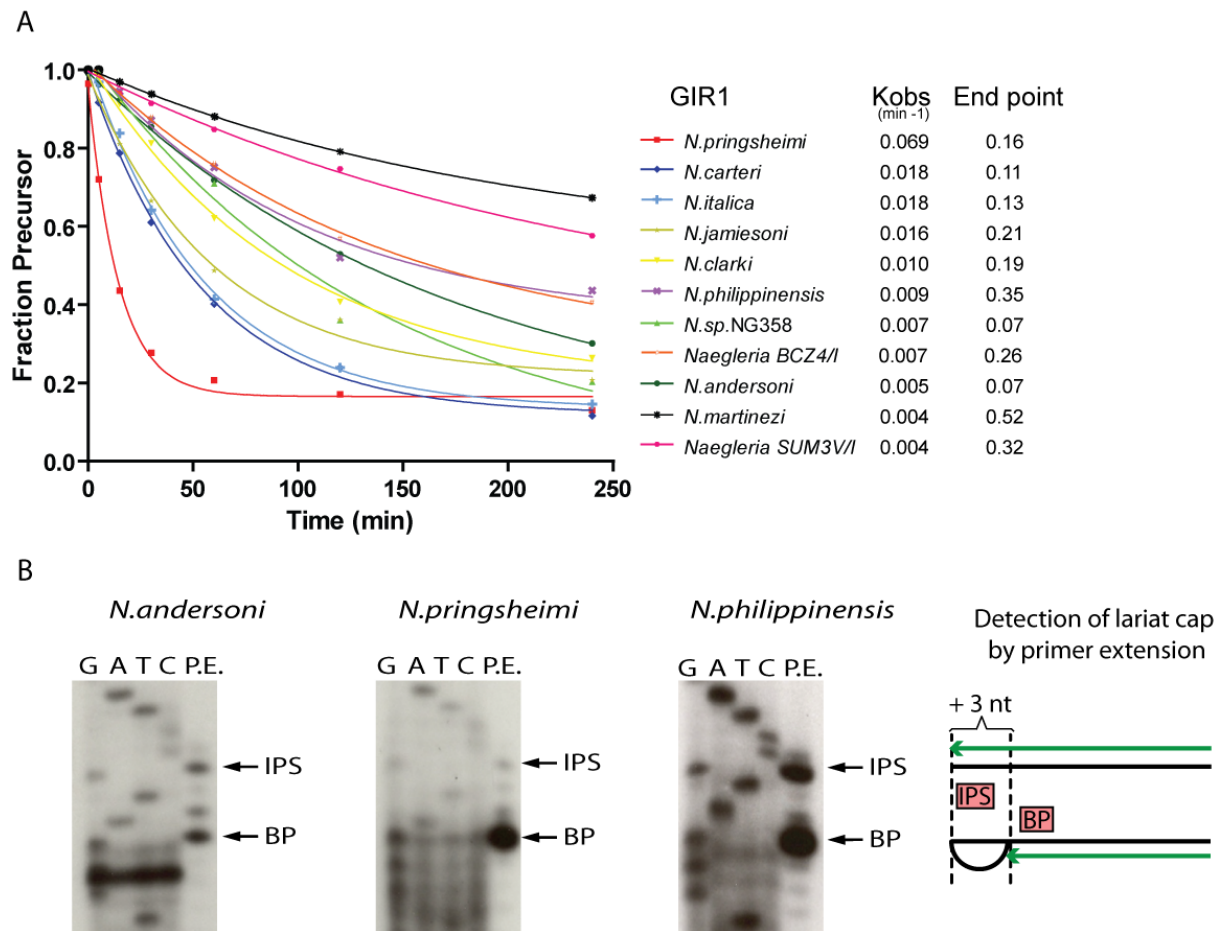 A
1.0
0.8
0.6
0.4
0.2
0.0
Fraction Precursor
0 50 100 150 200 250
Time (min)
GIR1 Kobs End point
(min -1)
N.pringsheimi 0.069 0.16
N.carteri 0.018 0.11
N.italica 0.018 0.13
N.jamiesoni 0.016 0.21
N.clarki 0.010 0.19
N.philippinensis 0.009 0.35
N.sp.NG358 0.007 0.07
Naegleria BCZ4/I 0.007 0.26
N.andersoni 0.005 0.07
N.martinezi 0.004 0.52
Naegleria SUM3V/I 0.004 0.32
B
N.andersoni
G A T C P.E.
IPS
BP
N.pringsheimi
G A T C P.E.
IPS
BP
N.philippinensis
G A T C P.E.
IPS
BP
Detection of lariat cap
by primer extension
+ 3 nt
IPS
BP